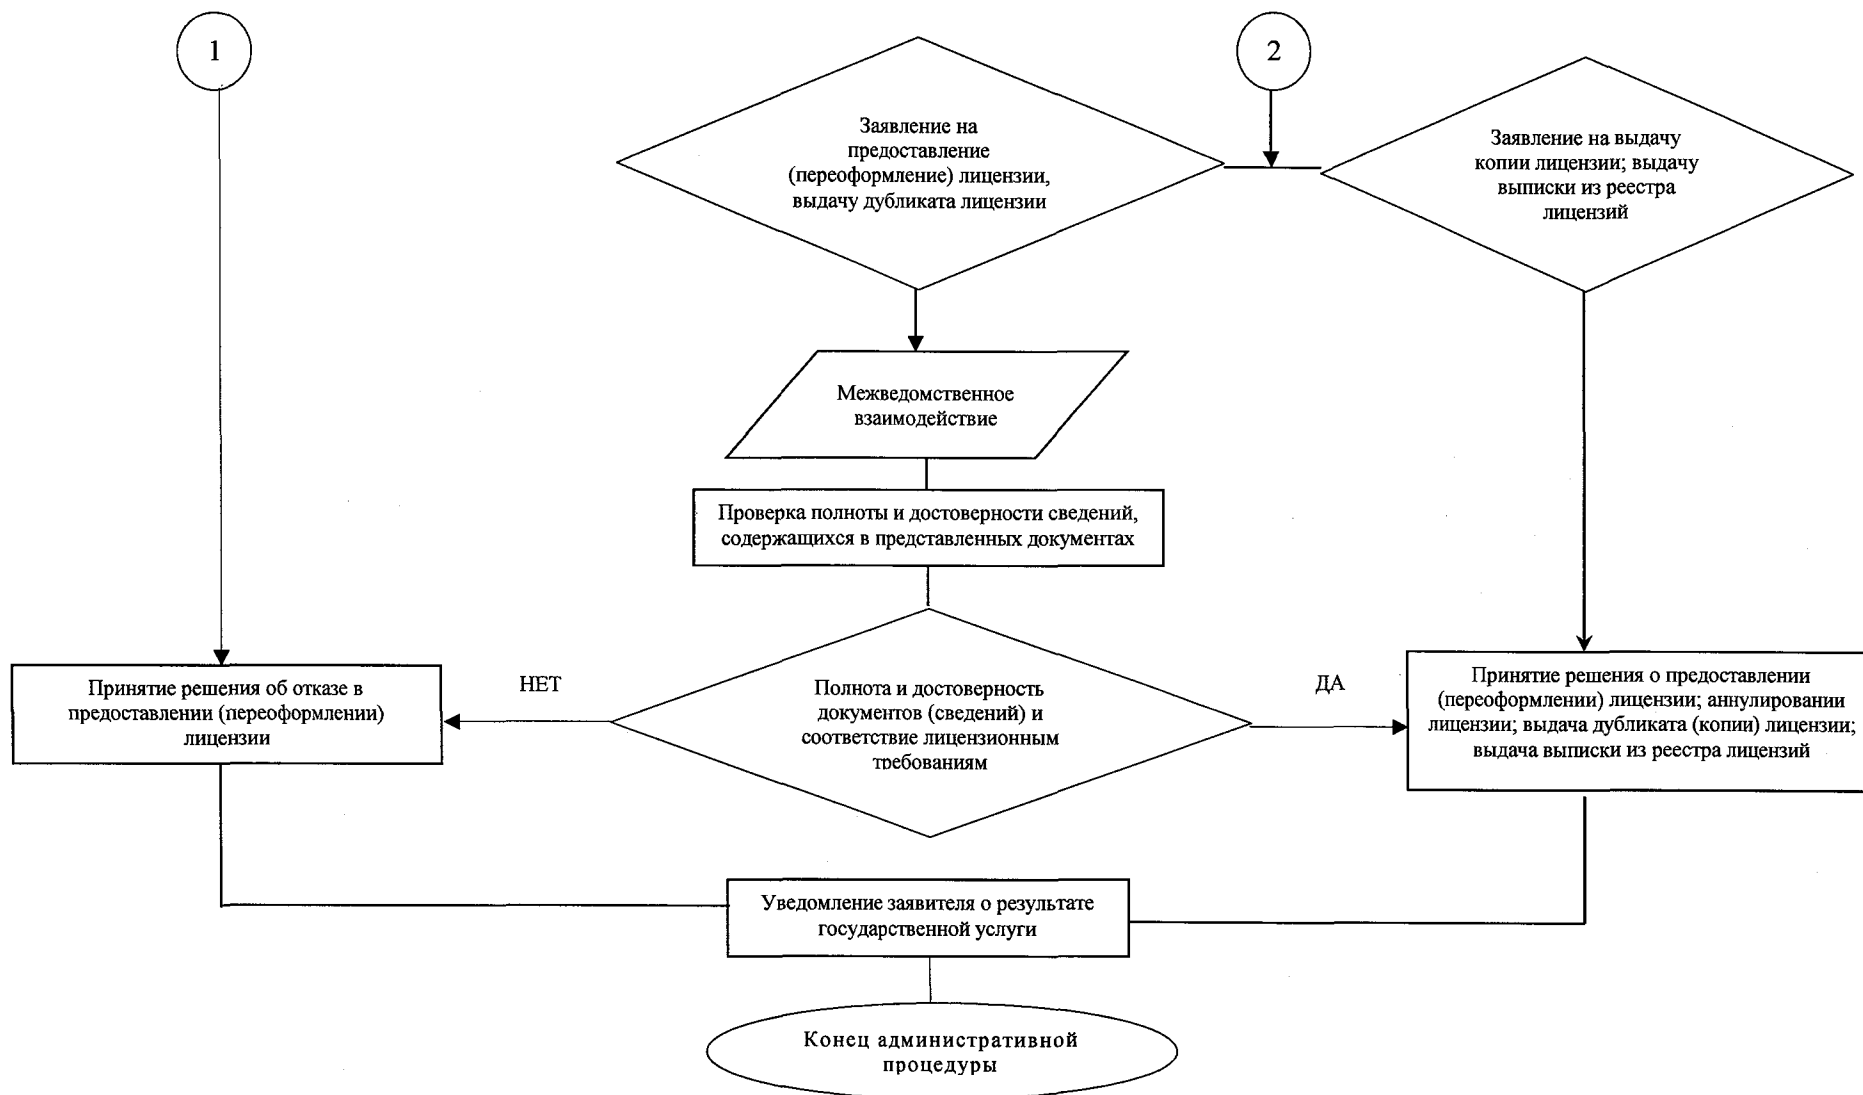 1
2
Заявление на
предоставление
(переоформление) лицензии,
выдачу дубликата лицензии
Заявление на выдачу
копии лицензии; выдачу
выписки из реестра
лицензий
Межведомственное
взаимодействие
Проверка полноты и достоверности сведений,
содержащихся в представленных документах
Принятие решения об отказе в
предоставлении (переоформлении)
лицензии
НЕТ
Полнота и достоверность
документов (сведений) и
соответствие лицензионным
требованиям
ДА
Принятие решения о предоставлении
(переоформлении) лицензии; аннулировании
лицензии; выдача дубликата (копии) лицензии;
выдача выписки из реестра лицензий
Уведомление заявителя о результате
государственной услуги
Конец административной
процедуры